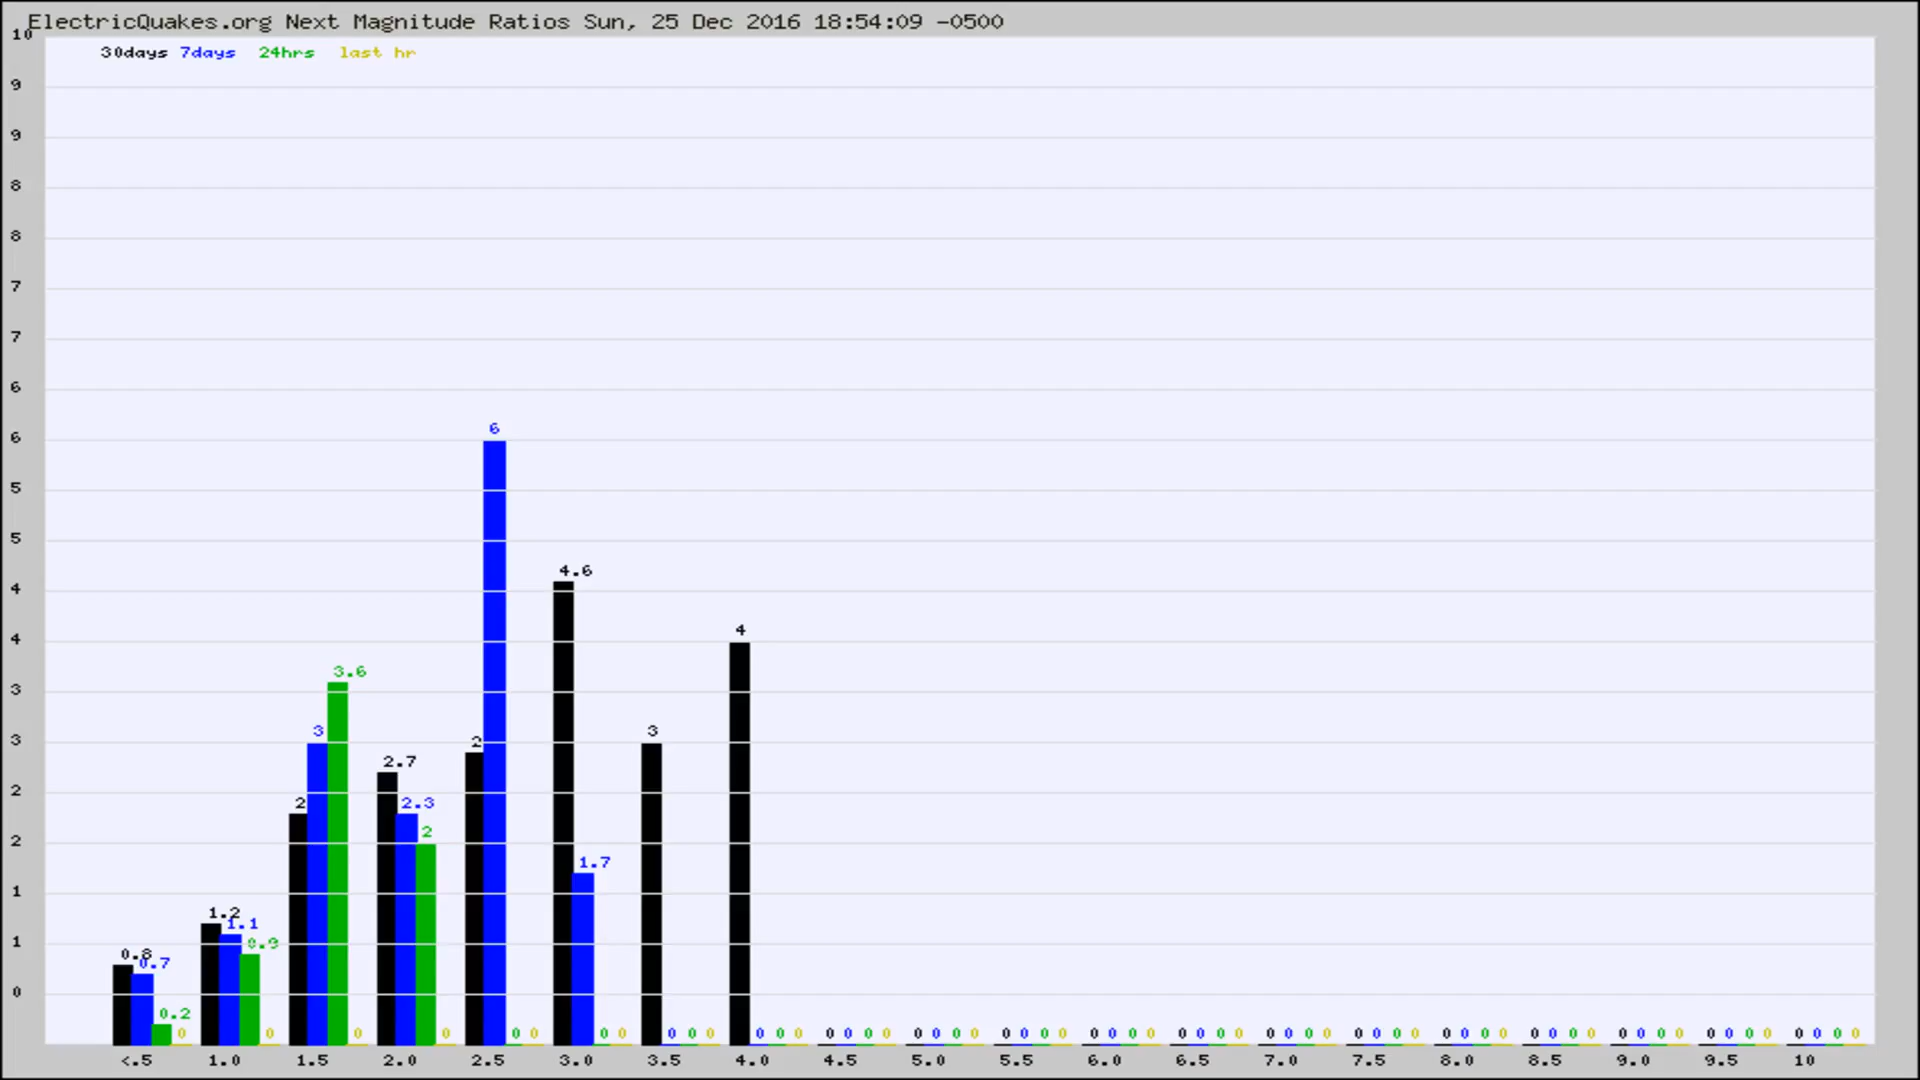 ElectricQuakes.org Next Magnitude Ratios Sun, 25 Dec 2016 18:54:09 -0500
30days 7days 24hrs last hr
10
9
9
8
8
7
7
6
6
5
5
4
4
3
3
2
2
1
1
0
0.8 0.7 0.2 0
1.2 1.1 0.9 0
2 3 3.6 0
2.7 2.3 2 0
2 6 0 0
4.6 1.7 0 0
3 0 0 0
4 0 0 0
0 0 0 0
0 0 0 0
0 0 0 0
0 0 0 0
0 0 0 0
0 0 0 0
0 0 0 0
0 0 0 0
0 0 0 0
0 0 0 0
0 0 0 0
0 0 0 0
<.5 1.0 1.5 2.0 2.5 3.0 3.5 4.0 4.5 5.0 5.5 6.0 6.5 7.0 7.5 8.0 8.5 9.0 9.5 10